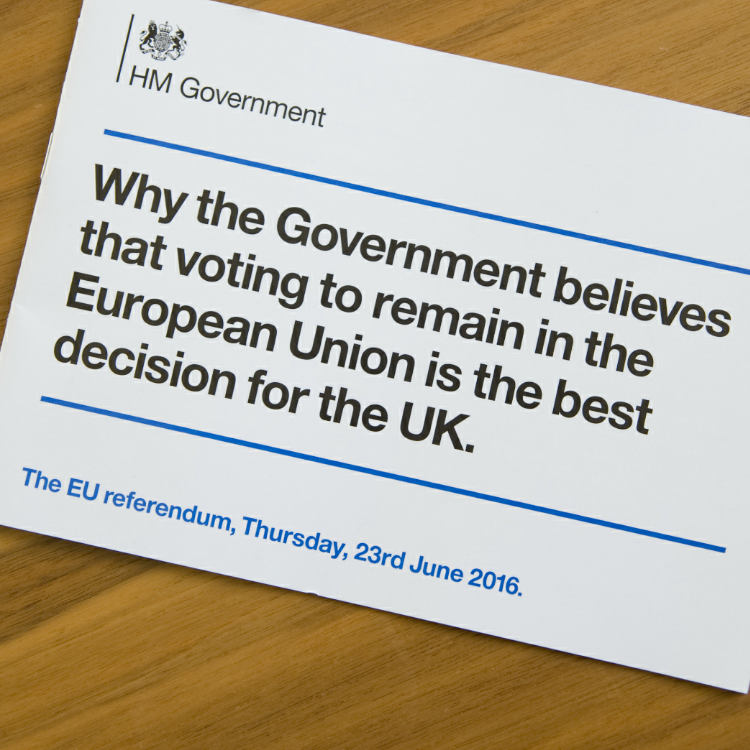 HM Government
Why the Government believes
that voting to remain in the
European Union is the best
decision for the UK.
The EU referendum, Thursday, 23rd June 2016.